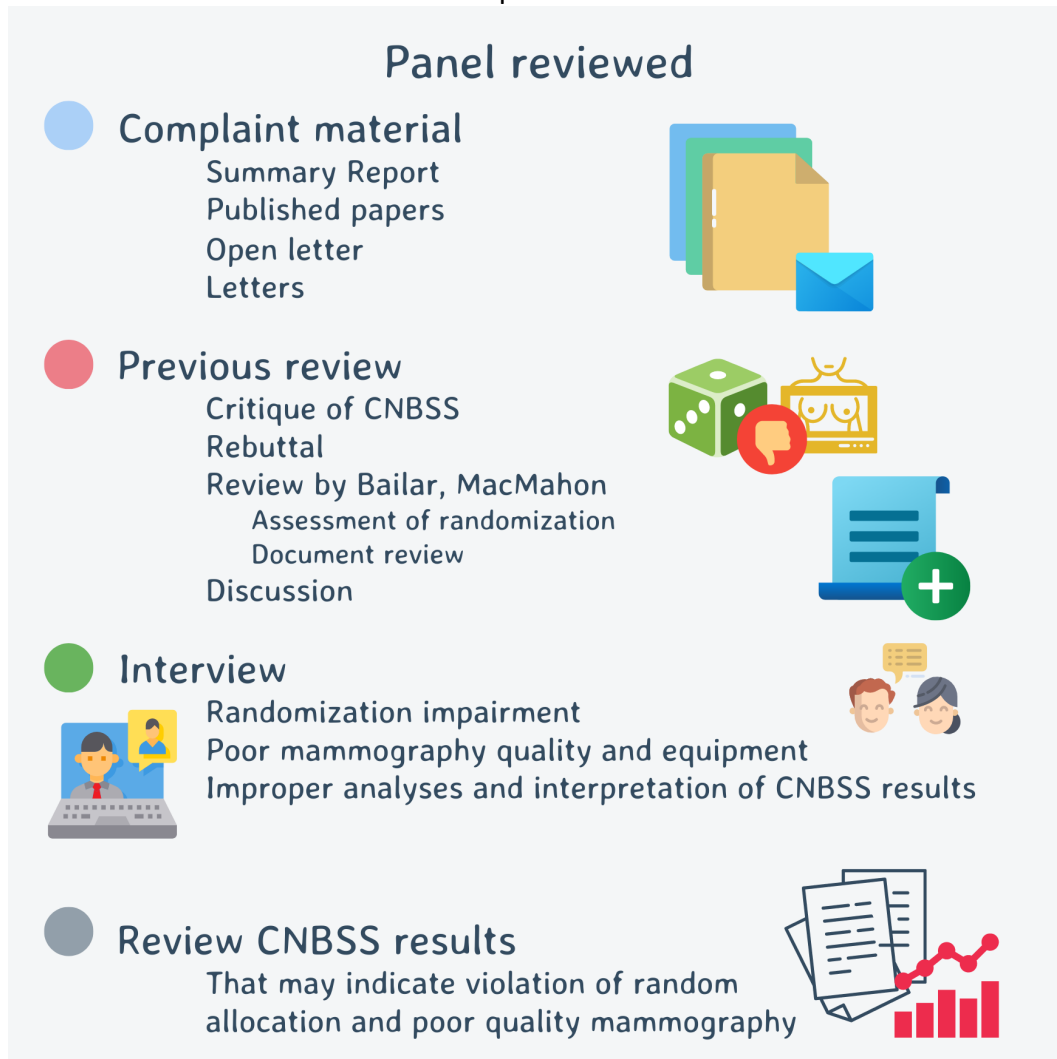 Panel reviewed
Complaint material
Summary Report
Published papers
Open letter
Letters
Previous review
Critique of CNBSS
Rebuttal
Review by Bailar, MacMahon
Assessment of randomization
Document review
Discussion
Interview
Randomization impairment
Poor mammography quality and equipment
Improper analyses and interpretation of CNBSS results
Review CNBSS results
That may indicate violation of random
allocation and poor quality mammography